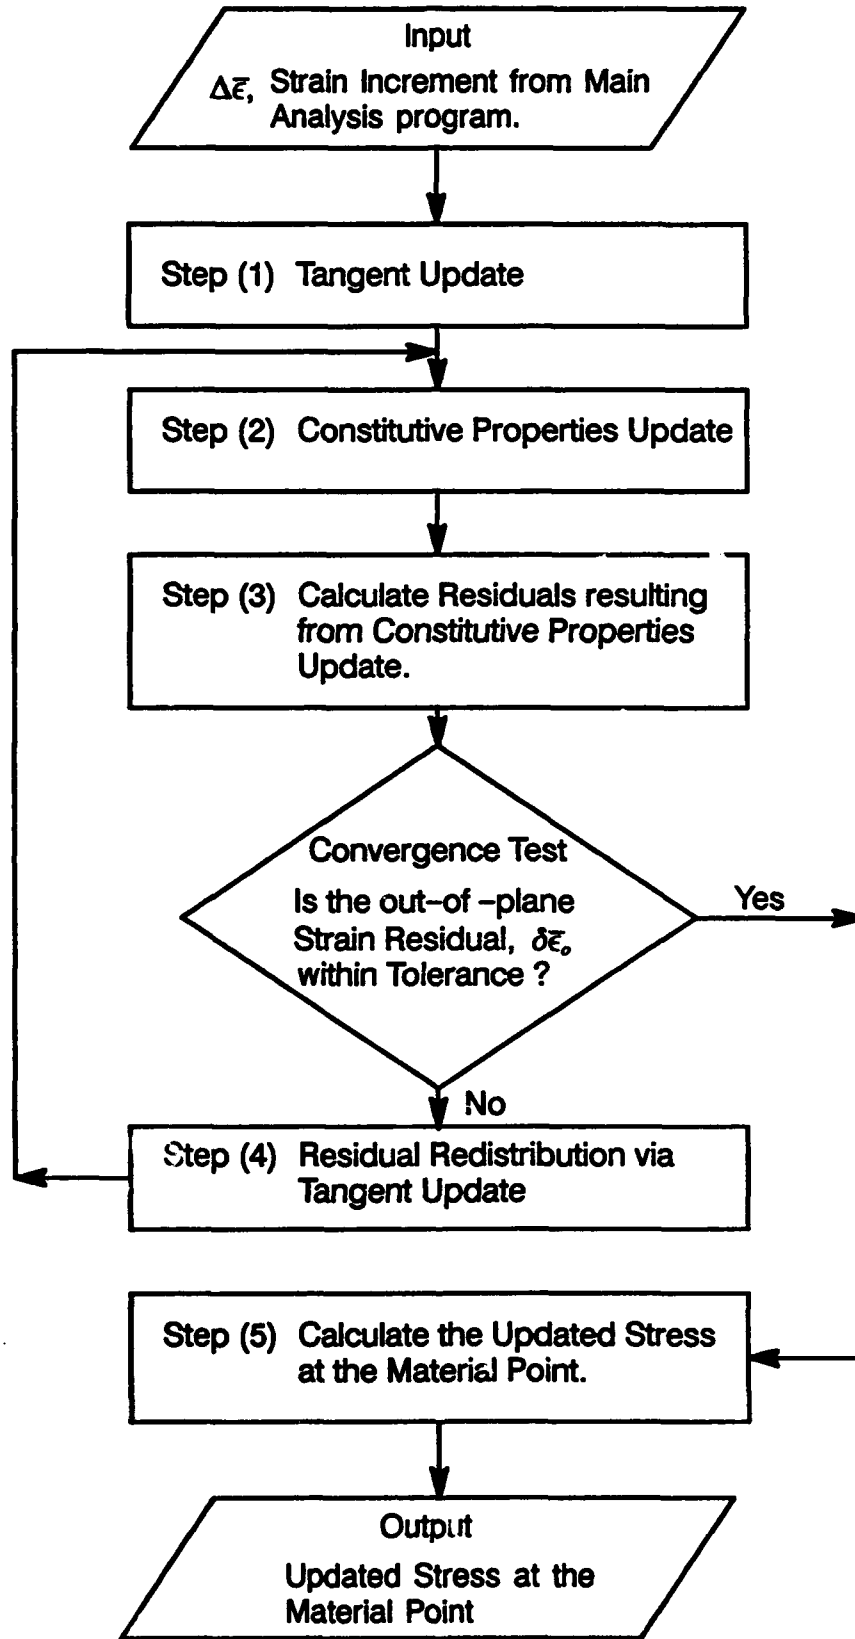 Input
Δε̄, Strain Increment from Main
Analysis program.
Step (1) Tangent Update
Step (2) Constitutive Properties Update
Step (3) Calculate Residuals resulting
from Constitutive Properties
Update.
Convergence Test
Is the out-of -plane
Strain Residual, δε̄ₒ
within Tolerance ?
Yes
No
Step (4) Residual Redistribution via
Tangent Update
Step (5) Calculate the Updated Stress
at the Material Point.
Output
Updated Stress at the
Material Point